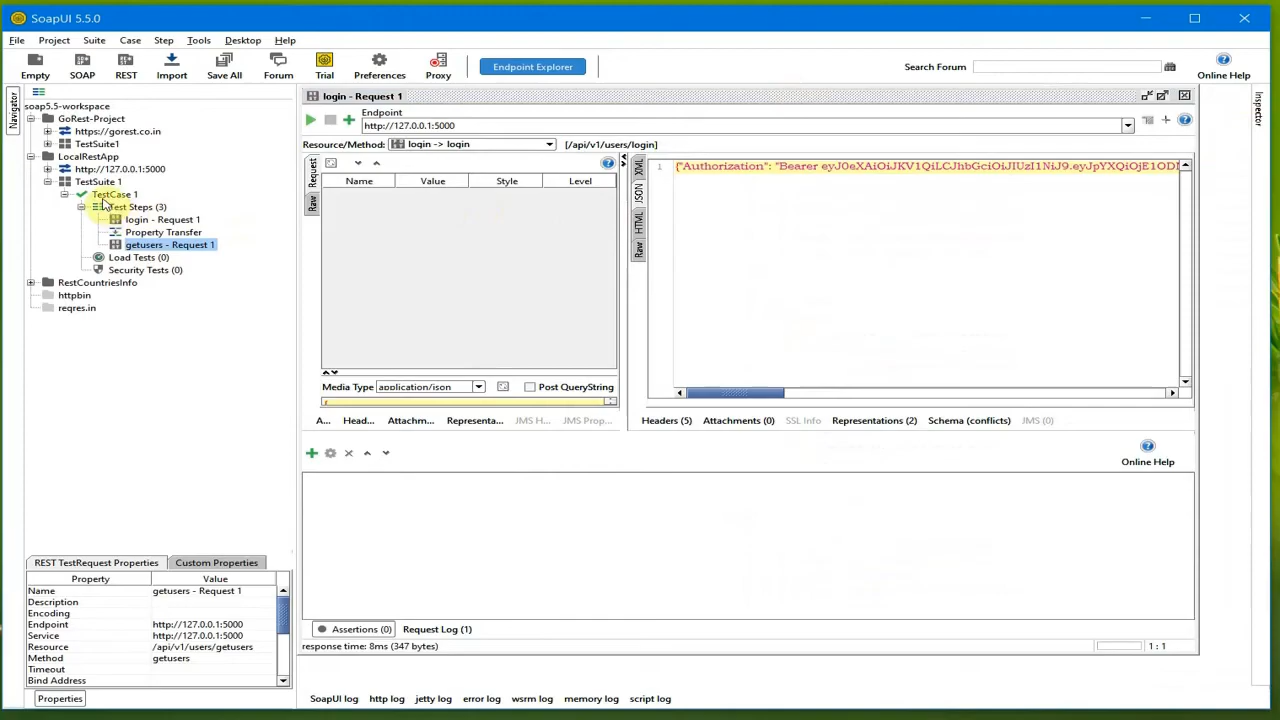 SoapUI 5.5.0
File Project Suite Case Step Tools Desktop Help
Empty SOAP REST Import Save All Forum Trial Preferences Proxy Endpoint Explorer Search Forum Online Help
Navigator
soap5.5-workspace
GoRest-Project
https://gorest.co.in
TestSuite1
LocalRestApp
http://127.0.0.1:5000
TestSuite 1
TestCase 1
Test Steps (3)
login - Request 1
Property Transfer
getusers - Request 1
Load Tests (0)
Security Tests (0)
RestCountriesInfo
httpbin
reqres.in
login - Request 1
Endpoint
http://127.0.0.1:5000
Resource/Method: login -> login [/api/v1/users/login]
Request
Raw
Name Value Style Level
Media Type application/json Post QueryString
A... Head... Attachm... Representa... JMS H... JMS Prop...
XML
JSON
HTML
Raw
1 {"Authorization": "Bearer
Headers (5) Attachments (0) SSL Info Representations (2) Schema (conflicts) JMS (0)
Online Help
Assertions (0) Request Log (1)
response time: 8ms (347 bytes) 1 : 1
Inspector
REST TestRequest Properties Custom Properties
Property Value
Name getusers - Request 1
Description
Encoding
Endpoint http://127.0.0.1:5000
Service http://127.0.0.1:5000
Resource /api/v1/users/getusers
Method getusers
Timeout
Bind Address
Properties
SoapUI log http log jetty log error log wsrm log memory log script log